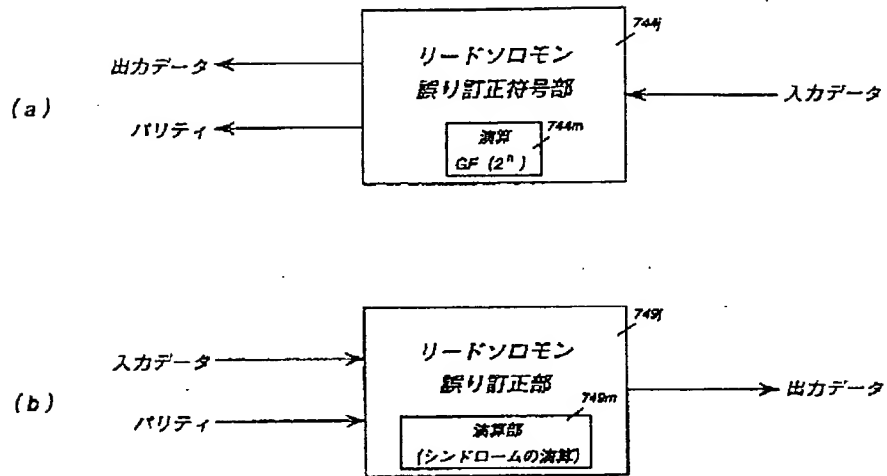 (a)
出力データ
パリティ
リードソロモン
誤り訂正符号部
744j
演算
GF (2ⁿ)
744m
入力データ
(b)
入力データ
パリティ
リードソロモン
誤り訂正部
749j
演算部
(シンドロームの演算)
749m
出力データ